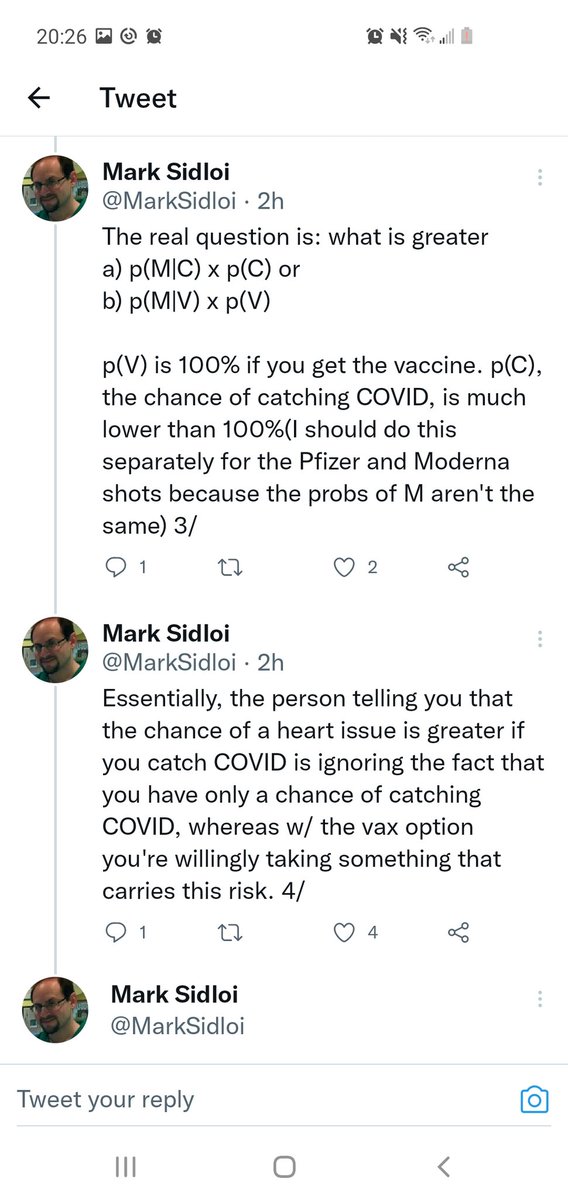 20:26
Tweet
Mark Sidloi
@MarkSidloi · 2h
The real question is: what is greater
a) p(M|C) x p(C) or
b) p(M|V) x p(V)
p(V) is 100% if you get the vaccine. p(C),
the chance of catching COVID, is much
lower than 100%(I should do this
separately for the Pfizer and Moderna
shots because the probs of M aren't the
same) 3/
1 2
Mark Sidloi
@MarkSidloi · 2h
Essentially, the person telling you that
the chance of a heart issue is greater if
you catch COVID is ignoring the fact that
you have only a chance of catching
COVID, whereas w/ the vax option
you're willingly taking something that
carries this risk. 4/
1 4
Mark Sidloi
@MarkSidloi
Tweet your reply